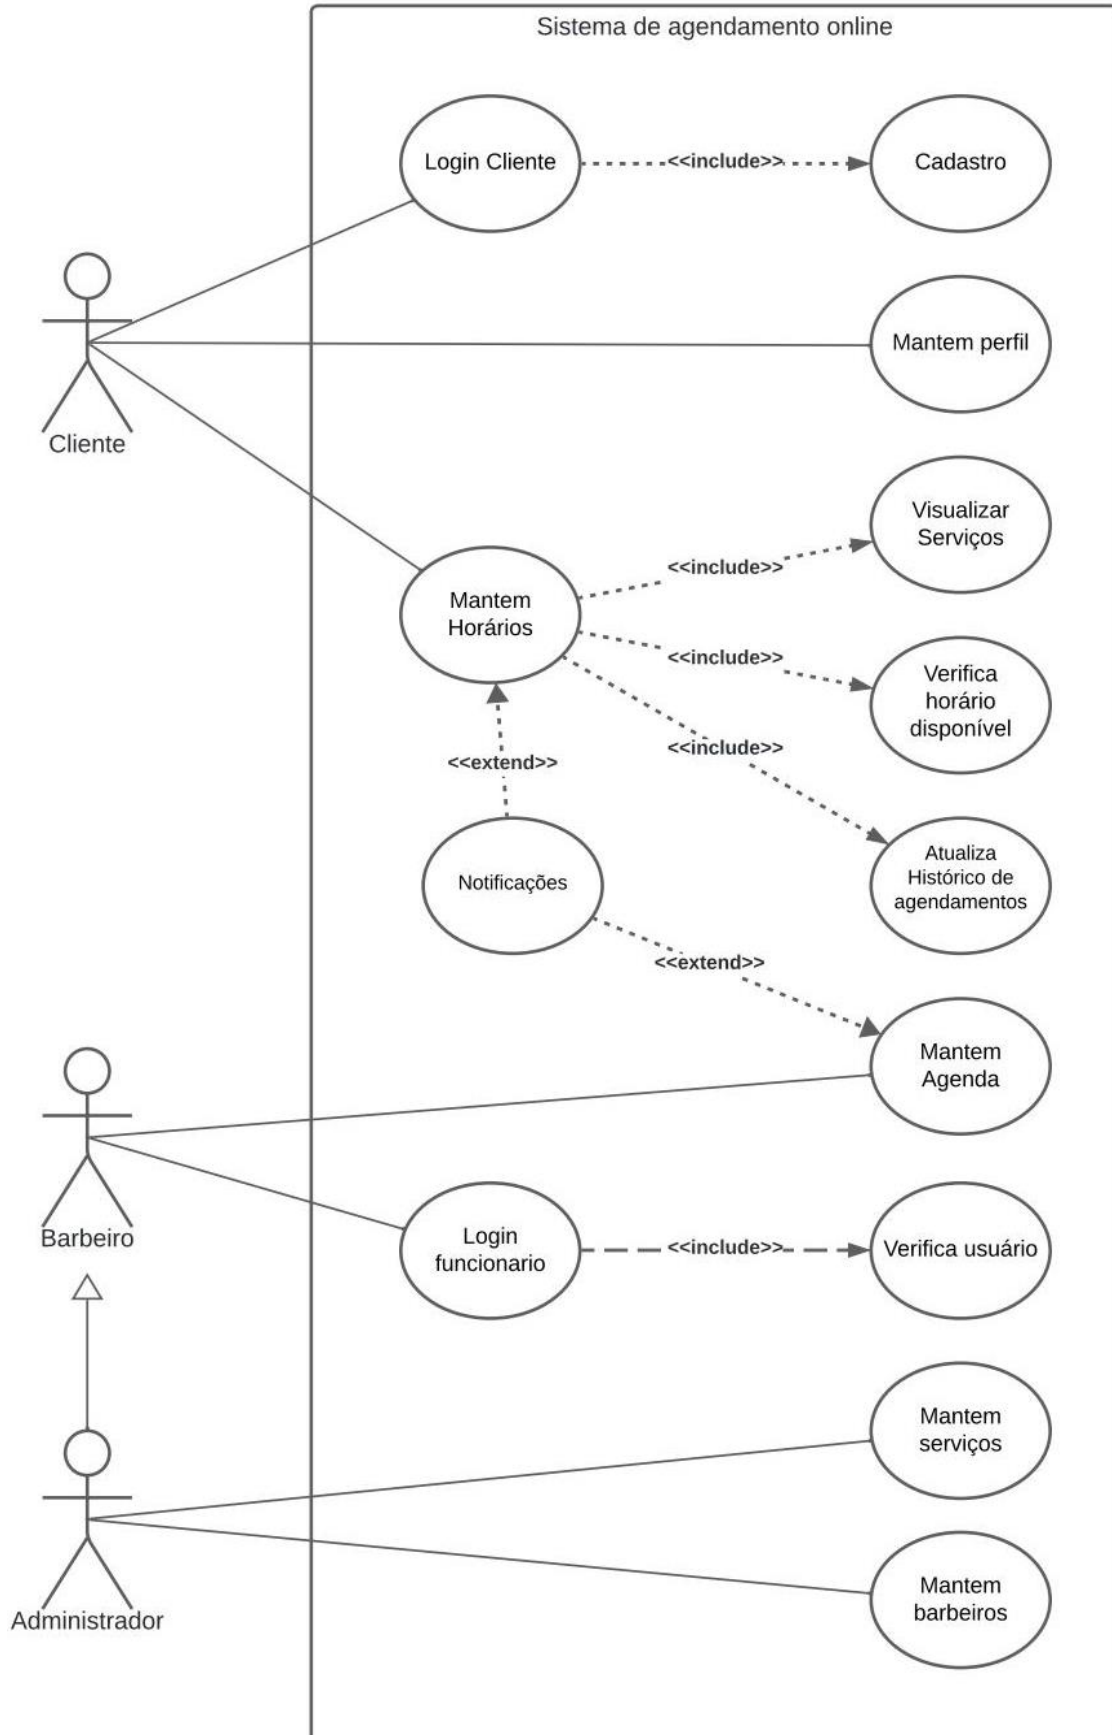 Sistema de agendamento online
Login Cliente
<<include>>
Cadastro
Mantem perfil
Cliente
Visualizar
Serviços
<<include>>
Mantem
Horários
<<include>>
Verifica
horário
disponível
<<include>>
<<extend>>
Notificações
Atualiza
Histórico de
agendamentos
<<extend>>
Mantem
Agenda
Barbeiro
Login
funcionario
<<include>>
Verifica usuário
Mantem
serviços
Mantem
barbeiros
Administrador